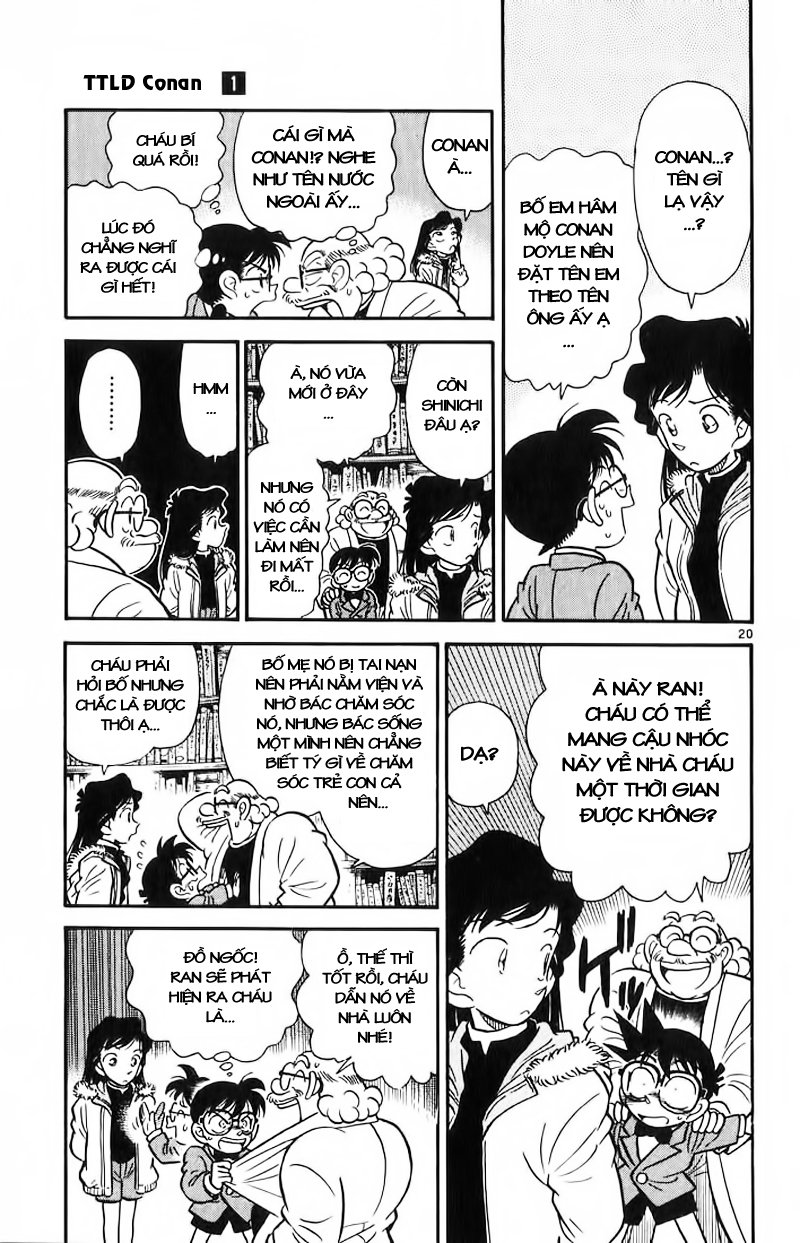 TTLD Conan 1
CONAN...?
TÊN GÌ
LẠ VẬY
...?
BỐ EM HÂM
MỘ CONAN
DOYLE NÊN
ĐẶT TÊN EM
THEO TÊN
ÔNG ẤY Ạ
...
CONAN
À...
CÁI GÌ MÀ
CONAN!? NGHE
NHƯ TÊN NƯỚC
NGOÀI ẤY...
CHÁU BÍ
QUÁ RỒI!
LÚC ĐÓ
CHẲNG NGHĨ
RA ĐƯỢC CÁI
GÌ HẾT!
CÒN
SHINICHI
ĐÂU Ạ?
À, NÓ VỪA
MỚI Ở ĐÂY
...
NHƯNG
NÓ CÓ
VIỆC CẦN
LÀM NÊN
ĐI MẤT
RỒI...
HMM
...
.........
20
À NÀY RAN!
CHÁU CÓ THỂ
MANG CẬU NHÓC
NÀY VỀ NHÀ CHÁU
MỘT THỜI GIAN
ĐƯỢC KHÔNG?
DẠ?
BỐ MẸ NÓ BỊ TAI NẠN
NÊN PHẢI NẰM VIỆN VÀ
NHỜ BÁC CHĂM SÓC
NÓ, NHƯNG BÁC SỐNG
MỘT MÌNH NÊN CHẲNG
BIẾT TÝ GÌ VỀ CHĂM
SÓC TRẺ CON CẢ
NÊN...
CHÁU PHẢI
HỎI BỐ NHƯNG
CHẮC LÀ ĐƯỢC
THÔI Ạ...
Ồ, THẾ THÌ
TỐT RỒI, CHÁU
DẪN NÓ VỀ
NHÀ LUÔN
NHÉ!
ĐỒ NGỐC!
RAN SẼ PHÁT
HIỆN RA CHÁU
LÀ...